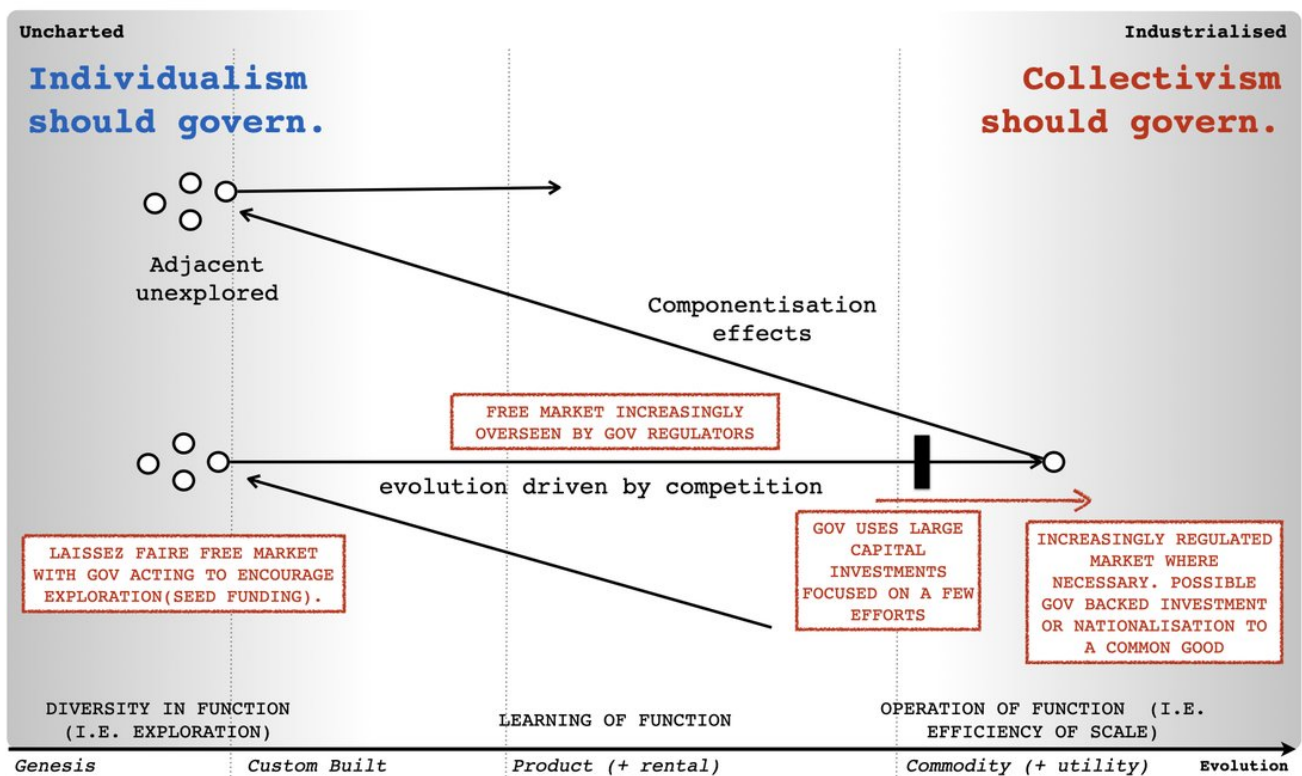 Uncharted
Industrialised
Individualism
should govern.
Collectivism
should govern.
Adjacent
unexplored
Componentisation
effects
FREE MARKET INCREASINGLY
OVERSEEN BY GOV REGULATORS
evolution driven by competition
LAISSEZ FAIRE FREE MARKET
WITH GOV ACTING TO ENCOURAGE
EXPLORATION(SEED FUNDING).
GOV USES LARGE
CAPITAL
INVESTMENTS
FOCUSED ON A FEW
EFFORTS
INCREASINGLY REGULATED
MARKET WHERE
NECESSARY. POSSIBLE
GOV BACKED INVESTMENT
OR NATIONALISATION TO
A COMMON GOOD
DIVERSITY IN FUNCTION
(I.E. EXPLORATION)
LEARNING OF FUNCTION
OPERATION OF FUNCTION (I.E.
EFFICIENCY OF SCALE)
Genesis
Custom Built
Product (+ rental)
Commodity (+ utility)
Evolution